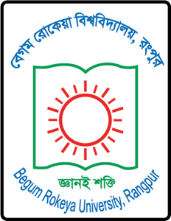 বেগম রোকেয়া বিশ্ববিদ্যালয়, রংপুর
জ্ঞানই শক্তি
Begum Rokeya University, Rangpur